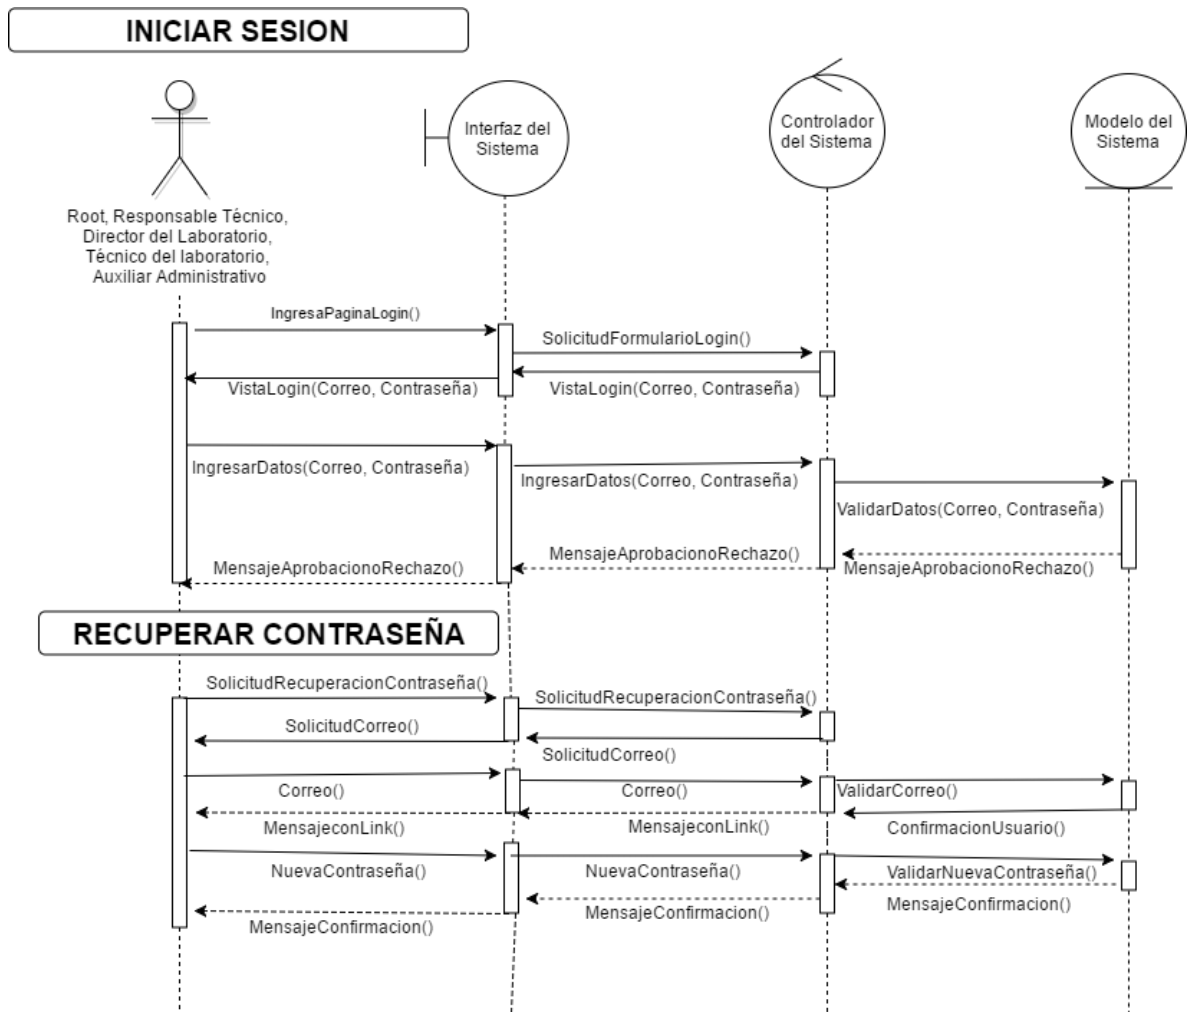 INICIAR SESION
Interfaz del
Sistema
Controlador
del Sistema
Modelo del
Sistema
Root, Responsable Técnico,
Director del Laboratorio,
Técnico del laboratorio,
Auxiliar Administrativo
IngresaPaginaLogin()
SolicitudFormularioLogin()
VistaLogin(Correo, Contraseña)
VistaLogin(Correo, Contraseña)
IngresarDatos(Correo, Contraseña)
IngresarDatos(Correo, Contraseña)
ValidarDatos(Correo, Contraseña)
MensajeAprobacionoRechazo()
MensajeAprobacionoRechazo()
MensajeAprobacionoRechazo()
RECUPERAR CONTRASEÑA
SolicitudRecuperacionContraseña()
SolicitudRecuperacionContraseña()
SolicitudCorreo()
SolicitudCorreo()
Correo()
Correo()
ValidarCorreo()
MensajeconLink()
MensajeconLink()
ConfirmacionUsuario()
NuevaContraseña()
NuevaContraseña()
ValidarNuevaContraseña()
MensajeConfirmacion()
MensajeConfirmacion()
MensajeConfirmacion()